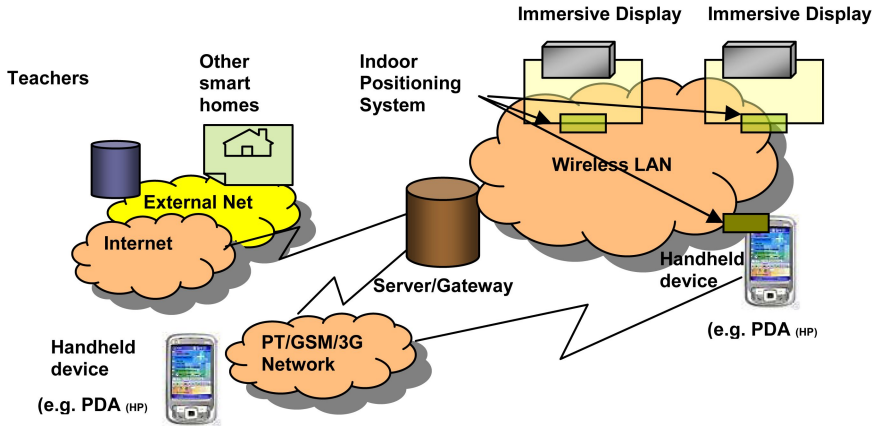 Immersive Display
Immersive Display
Teachers
Other
smart
homes
Indoor
Positioning
System
Wireless LAN
External Net
Internet
Server/Gateway
Handheld
device
(e.g. PDA (HP)
PT/GSM/3G
Network
Handheld
device
(e.g. PDA (HP)